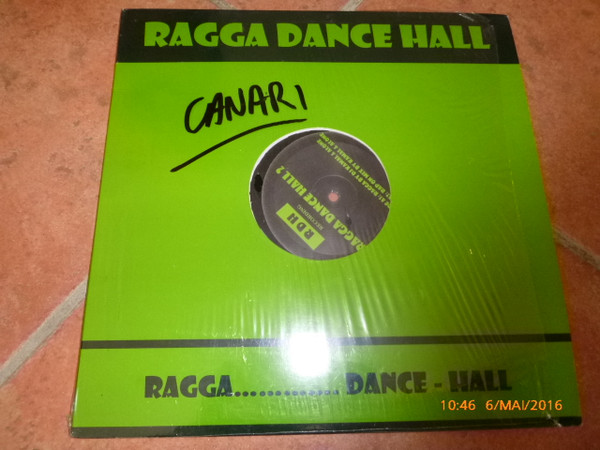 RAGGA DANCE HALL
CANARI
RDH
RAGGA DANCE HALL 2
RAGGA............. DANCE - HALL
10:46 6/MAI/2016